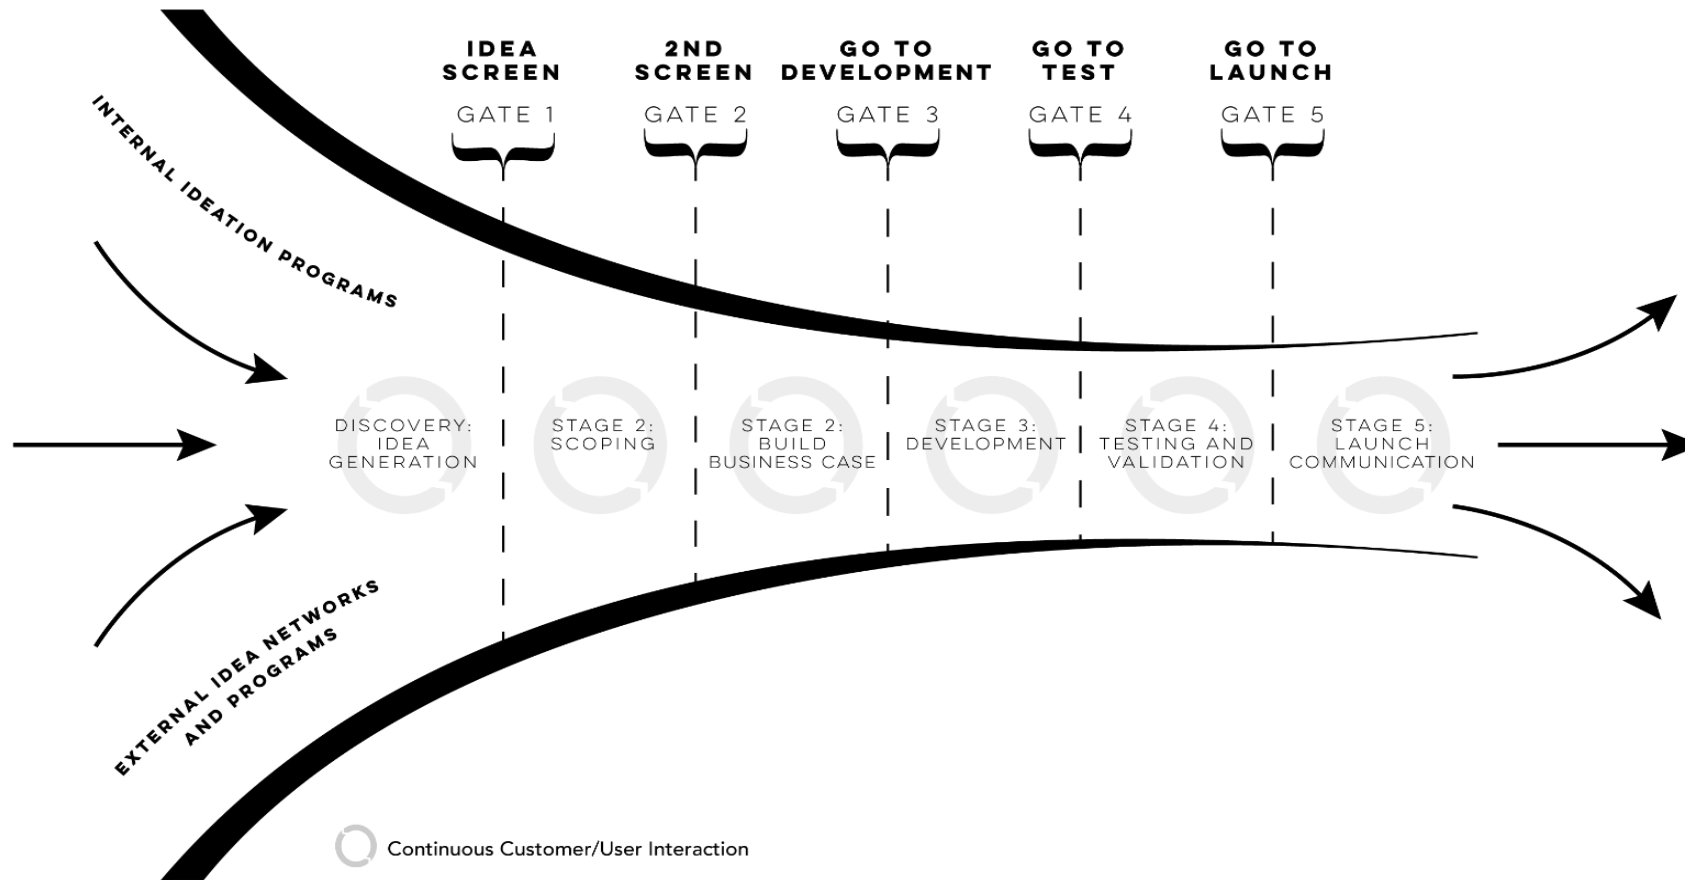 IDEA
SCREEN
GATE 1
2ND
SCREEN
GATE 2
GO TO
DEVELOPMENT
GATE 3
GO TO
TEST
GATE 4
GO TO
LAUNCH
GATE 5
INTERNAL IDEATION PROGRAMS
DISCOVERY:
IDEA
GENERATION
STAGE 2:
SCOPING
STAGE 2:
BUILD
BUSINESS CASE
STAGE 3:
DEVELOPMENT
STAGE 4:
TESTING AND
VALIDATION
STAGE 5:
LAUNCH
COMMUNICATION
EXTERNAL IDEA NETWORKS
AND PROGRAMS
Continuous Customer/User Interaction